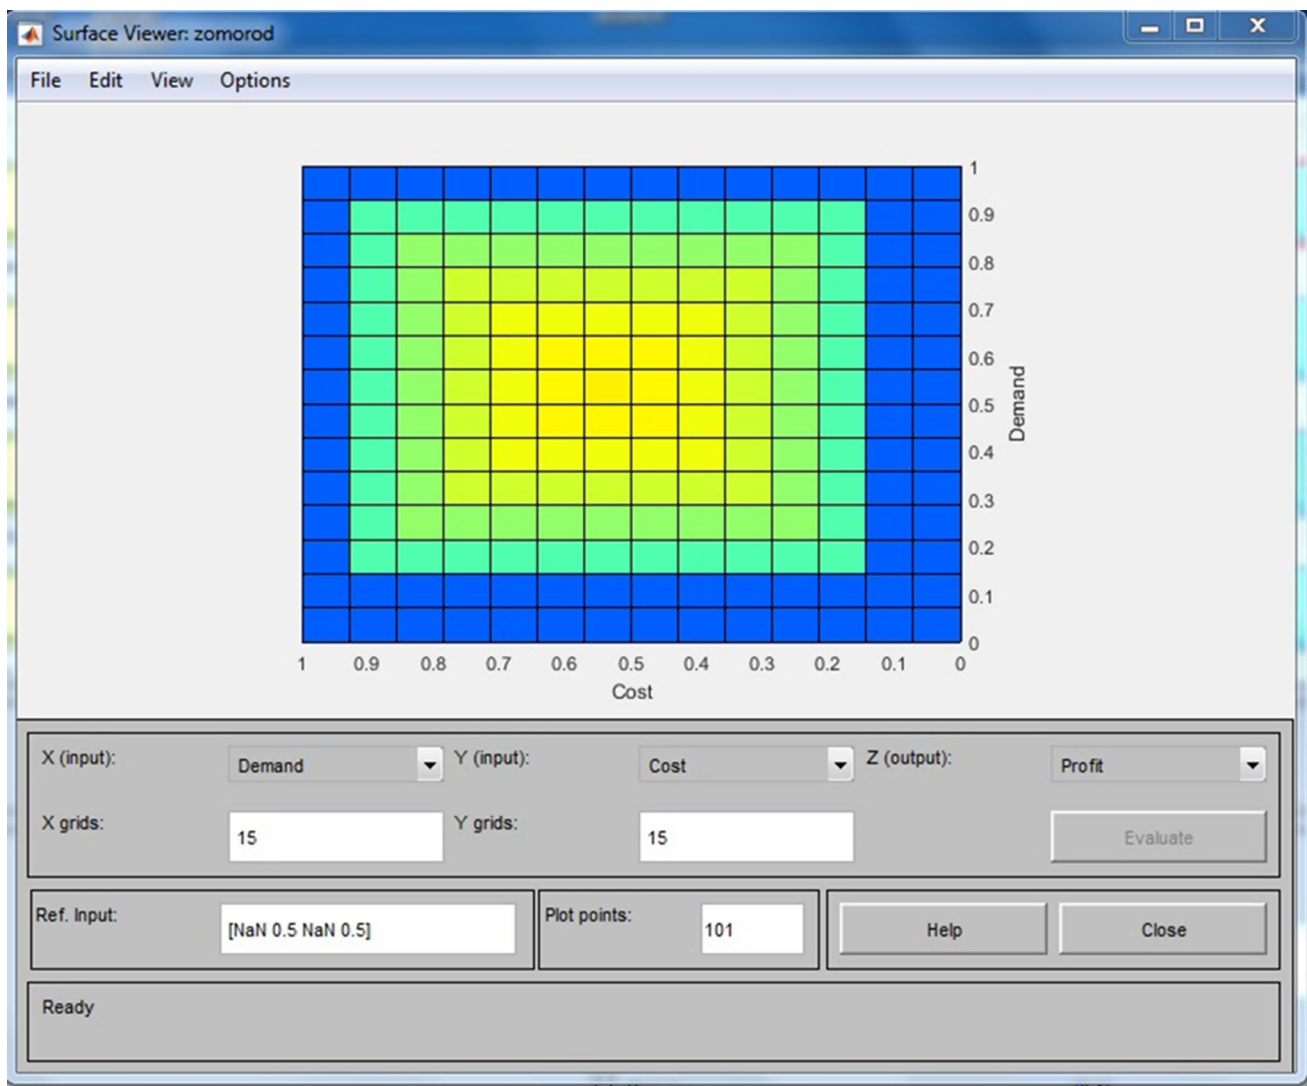 Surface Viewer: zomorod
File Edit View Options
1
0.9
0.8
0.7
0.6
0.5
0.4
0.3
0.2
0.1
0
Demand
1 0.9 0.8 0.7 0.6 0.5 0.4 0.3 0.2 0.1 0
Cost
X (input): Demand Y (input): Cost Z (output): Profit
X grids: 15 Y grids: 15 Evaluate
Ref. Input: [NaN 0.5 NaN 0.5] Plot points: 101 Help Close
Ready